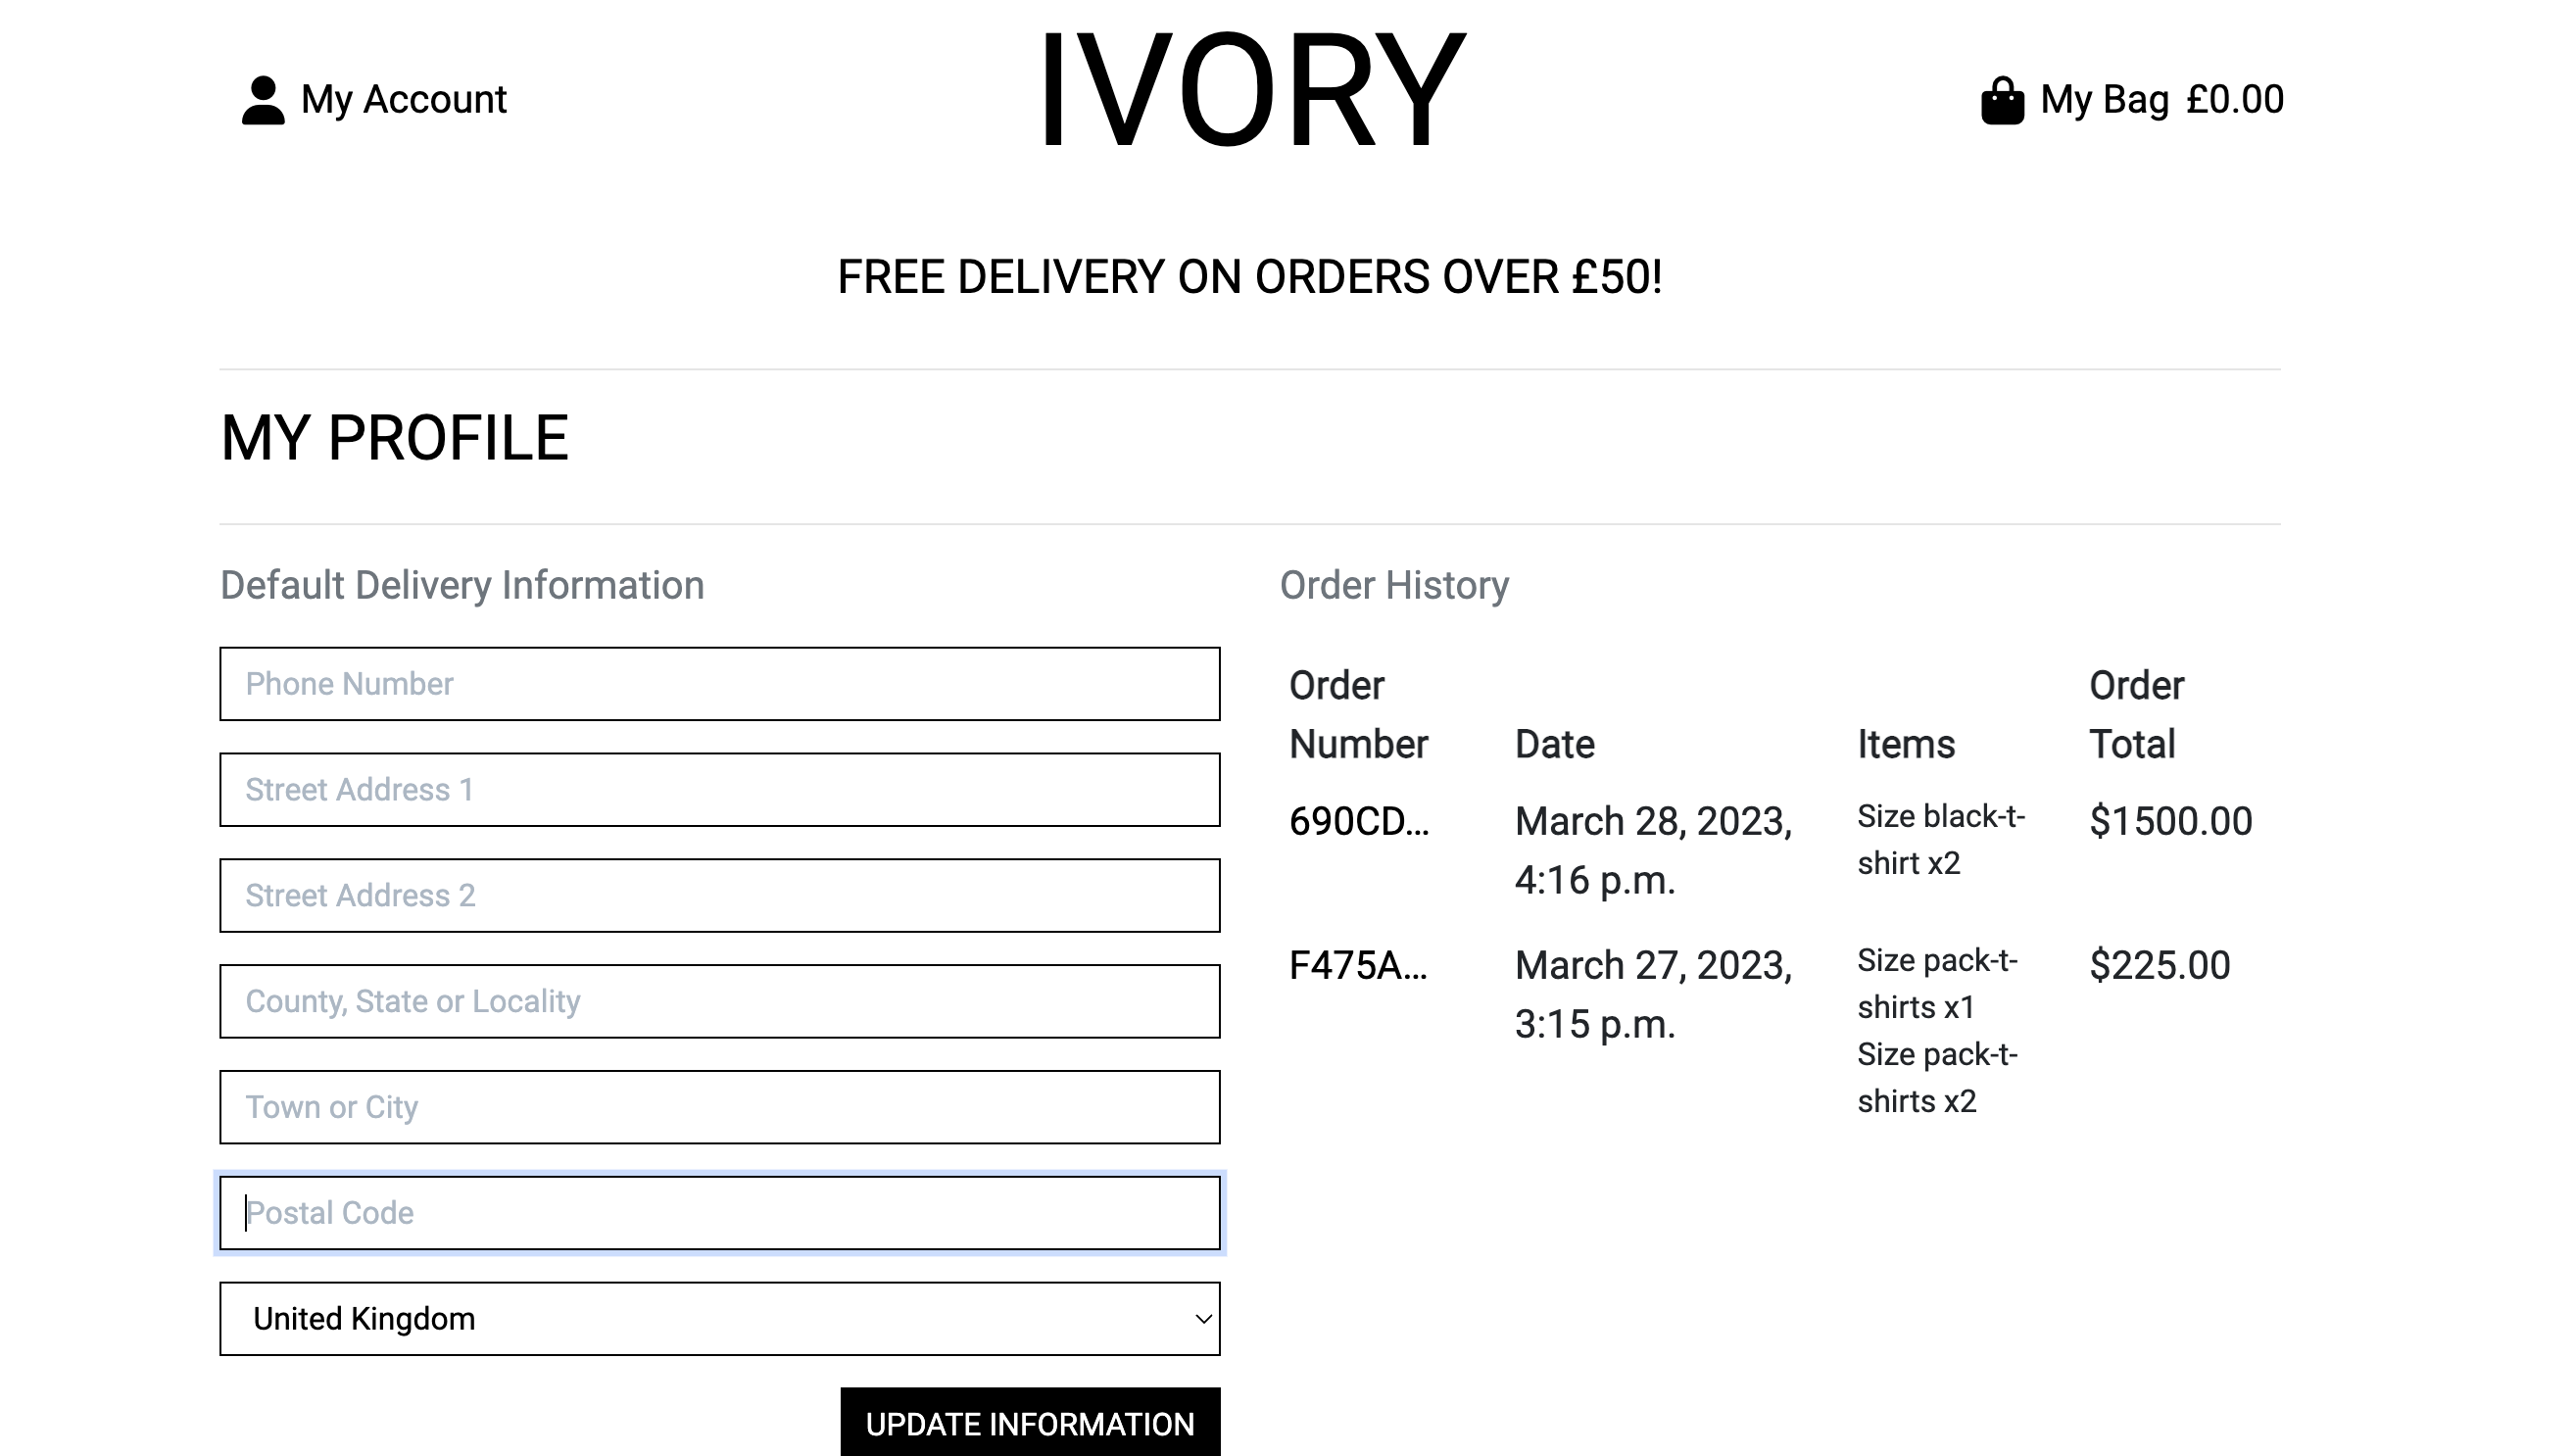 My Account
IVORY
My Bag £0.00
FREE DELIVERY ON ORDERS OVER £50!
MY PROFILE
Default Delivery Information
Phone Number
Street Address 1
Street Address 2
County, State or Locality
Town or City
Postal Code
United Kingdom
UPDATE INFORMATION
Order History
Order
Number
Date
Items
Order
Total
690CD...
March 28, 2023,
4:16 p.m.
Size black-t-
shirt x2
$1500.00
F475A...
March 27, 2023,
3:15 p.m.
Size pack-t-
shirts x1
Size pack-t-
shirts x2
$225.00